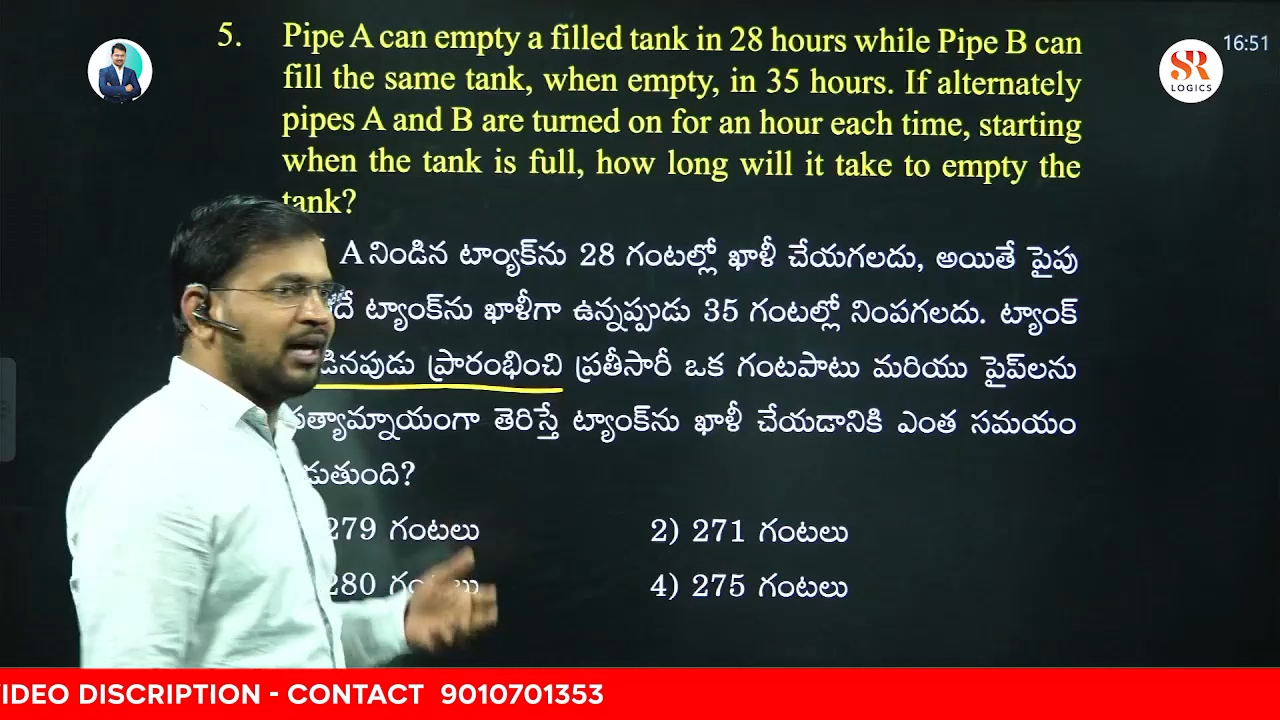 16:51
SR
LOGICS
5. Pipe A can empty a filled tank in 28 hours while Pipe B can
fill the same tank, when empty, in 35 hours. If alternately
pipes A and B are turned on for an hour each time, starting
when the tank is full, how long will it take to empty the
tank?
A నిండిన టాంక్యను 28 గంటల్లో ఖాళీ చేయగలదు, అయితే పైపు
ట్యాంక్‌ను ఖాళీగా ఉన్నప్పుడు 35 గంటల్లో నింపగలదు. ట్యాంక్
ప్రారంభించి ప్రతీసారీ ఒక గంటపాటు మరియు పైప్‌లను
తెరిస్తే ట్యాంక్‌ను ఖాళీ చేయడానికి ఎంత సమయం
279 గంటలు 2) 271 గంటలు
280 4) 275 గంటలు
DISCRIPTION - CONTACT 9010701353